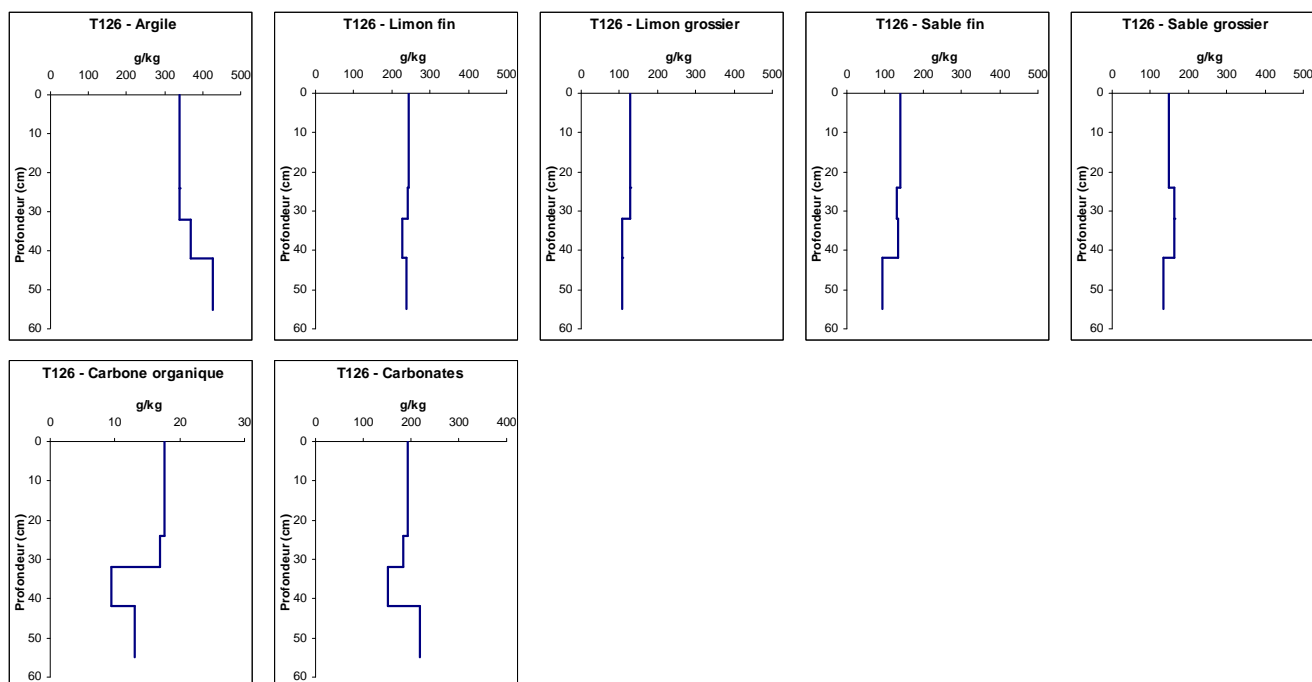 T126 - Argile
g/kg
0 100 200 300 400 500
Profondeur (cm)
0
10
20
30
40
50
60
T126 - Limon fin
g/kg
0 100 200 300 400 500
Profondeur (cm)
0
10
20
30
40
50
60
T126 - Limon grossier
g/kg
0 100 200 300 400 500
Profondeur (cm)
0
10
20
30
40
50
60
T126 - Sable fin
g/kg
0 100 200 300 400 500
Profondeur (cm)
0
10
20
30
40
50
60
T126 - Sable grossier
g/kg
0 100 200 300 400 500
Profondeur (cm)
0
10
20
30
40
50
60
T126 - Carbone organique
g/kg
0 10 20 30
Profondeur (cm)
0
10
20
30
40
50
60
T126 - Carbonates
g/kg
0 100 200 300 400
Profondeur (cm)
0
10
20
30
40
50
60